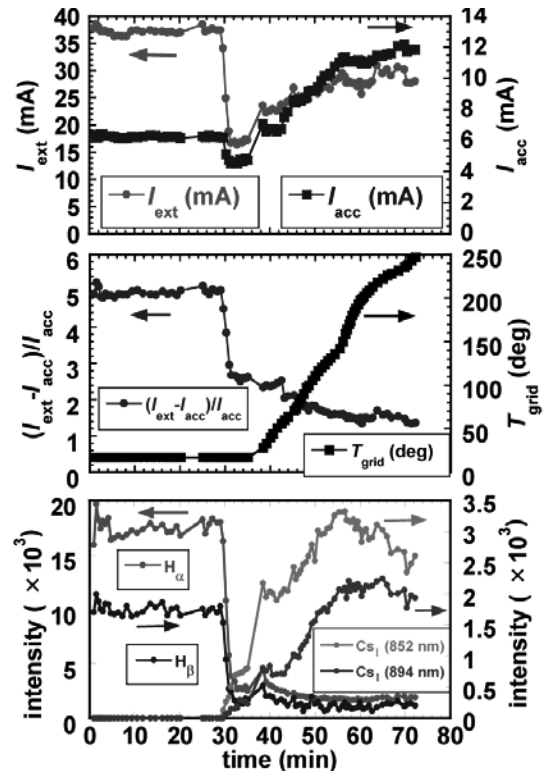 40
35
30
25
20
15
10
5
0
I_ext (mA)
14
12
10
8
6
4
2
0
I_acc (mA)
I_ext (mA)
I_acc (mA)
6
5
4
3
2
1
0
(I_ext-I_acc)/I_acc
250
200
150
100
50
0
T_grid (deg)
(I_ext-I_acc)/I_acc
T_grid (deg)
20
15
10
5
0
intensity ( ×10³)
3.5
3
2.5
2
1.5
1
0.5
0
intensity ( ×10³)
H_α
H_β
Cs_I (852 nm)
Cs_I (894 nm)
0 10 20 30 40 50 60 70 80
time (min)